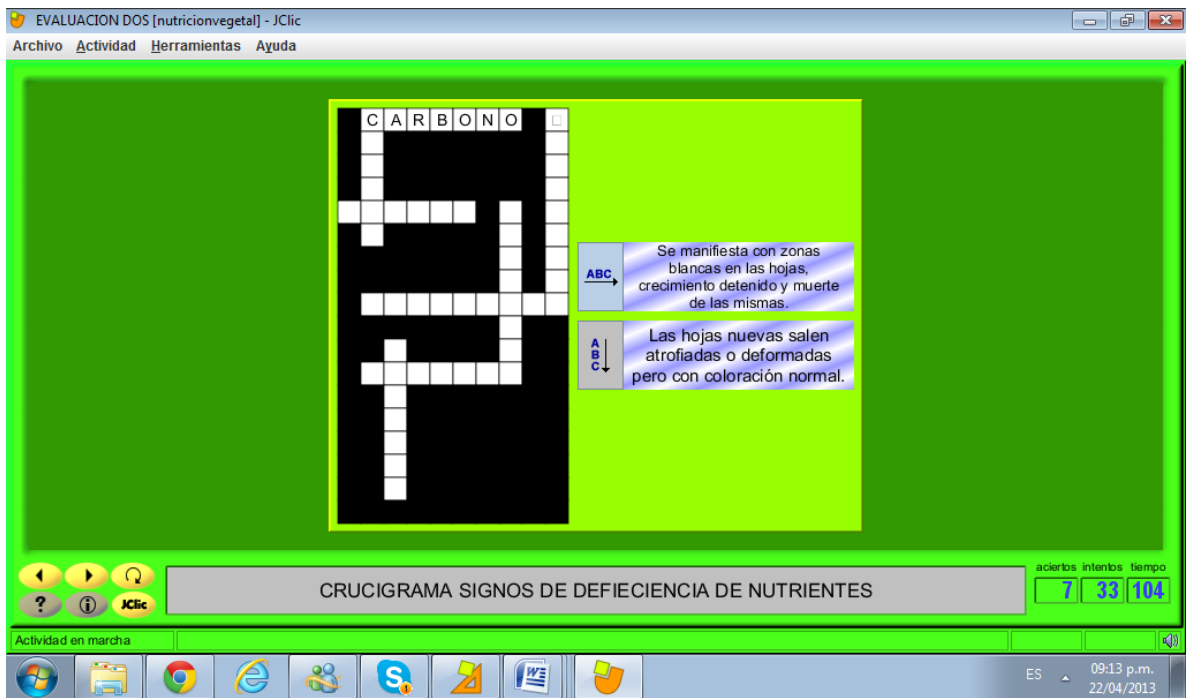 EVALUACION DOS [nutricionvegetal] - JClic
Archivo Actividad Herramientas Ayuda
C A R B O N O
ABC
Se manifiesta con zonas
blancas en las hojas,
crecimiento detenido y muerte
de las mismas.
A
B
C
Las hojas nuevas salen
atrofiadas o deformadas
pero con coloración normal.
? i JClic
CRUCIGRAMA SIGNOS DE DEFIECIENCIA DE NUTRIENTES
aciertos intentos tiempo
7 33 104
Actividad en marcha
ES 09:13 p.m.
22/04/2013